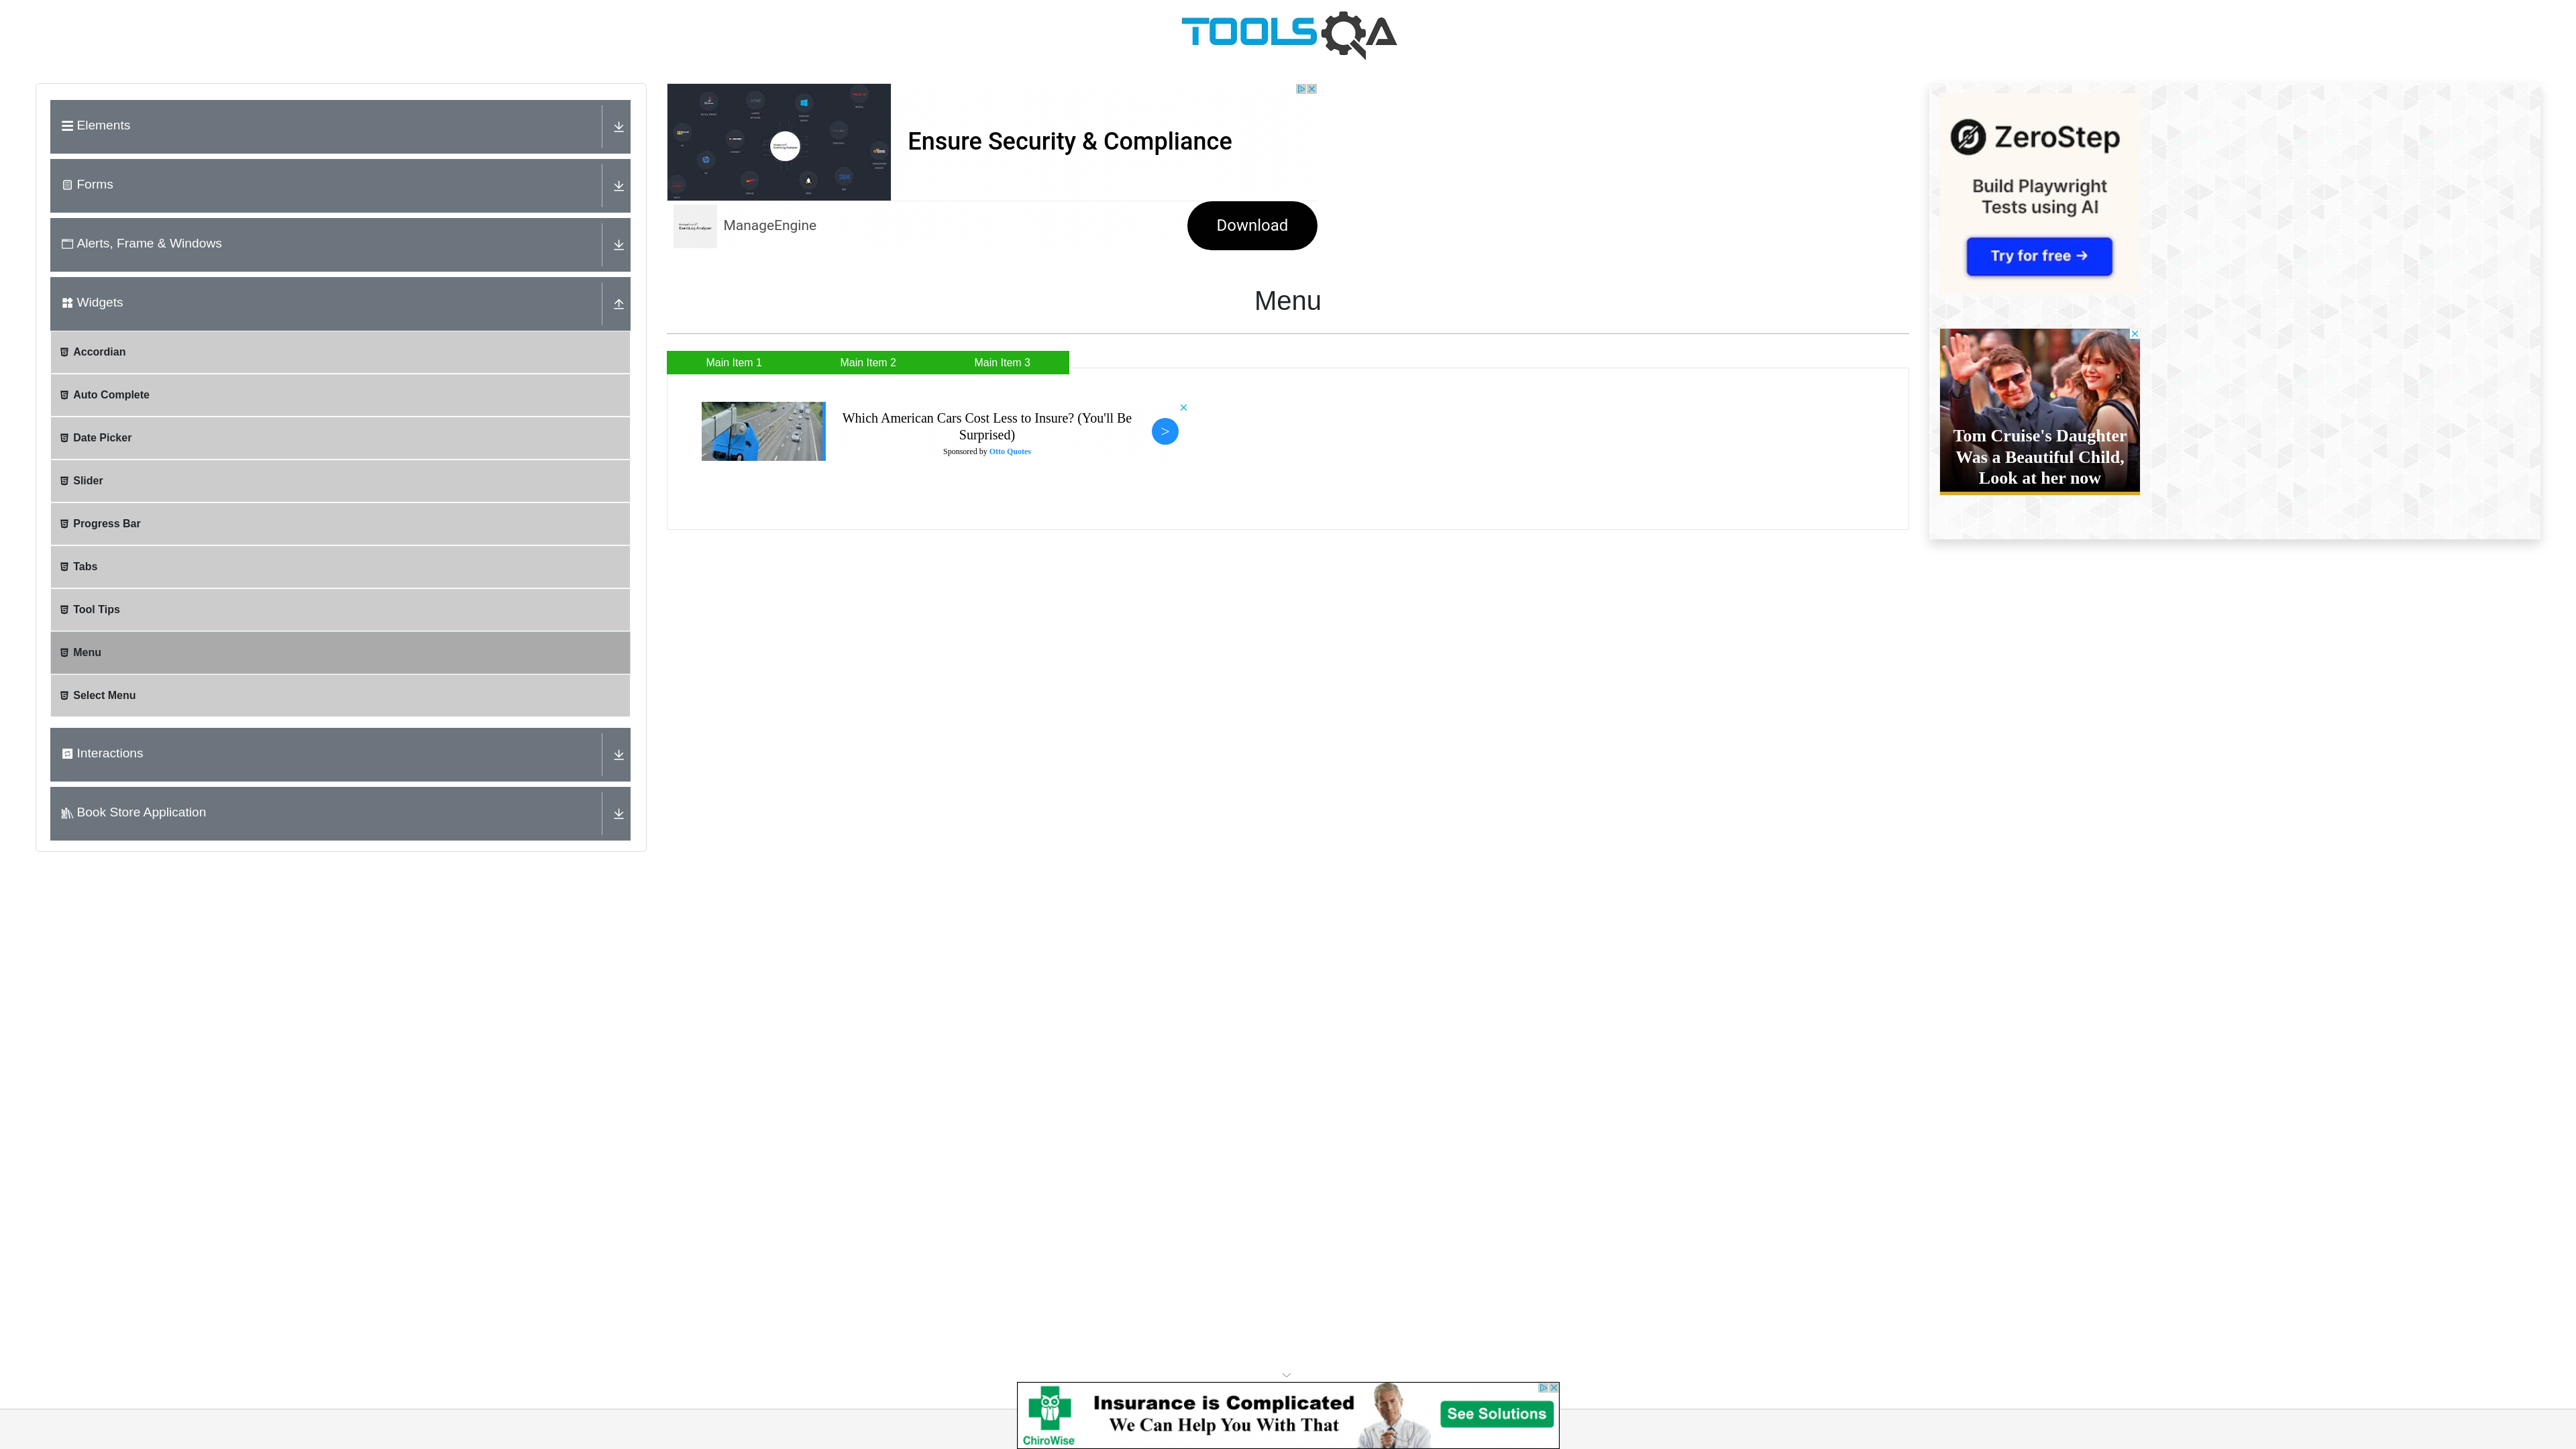 TOOLSQA
Elements
Forms
Alerts, Frame & Windows
Widgets
Accordian
Auto Complete
Date Picker
Slider
Progress Bar
Tabs
Tool Tips
Menu
Select Menu
Interactions
Book Store Application
Ensure Security & Compliance
ManageEngine
Download
Menu
Main Item 1
Main Item 2
Main Item 3
Which American Cars Cost Less to Insure? (You'll Be
Surprised)
Sponsored by Otto Quotes
>
ZeroStep
Build Playwright
Tests using AI
Try for free →
Tom Cruise's Daughter
Was a Beautiful Child,
Look at her now
ChiroWise
Insurance is Complicated
We Can Help You With That
See Solutions